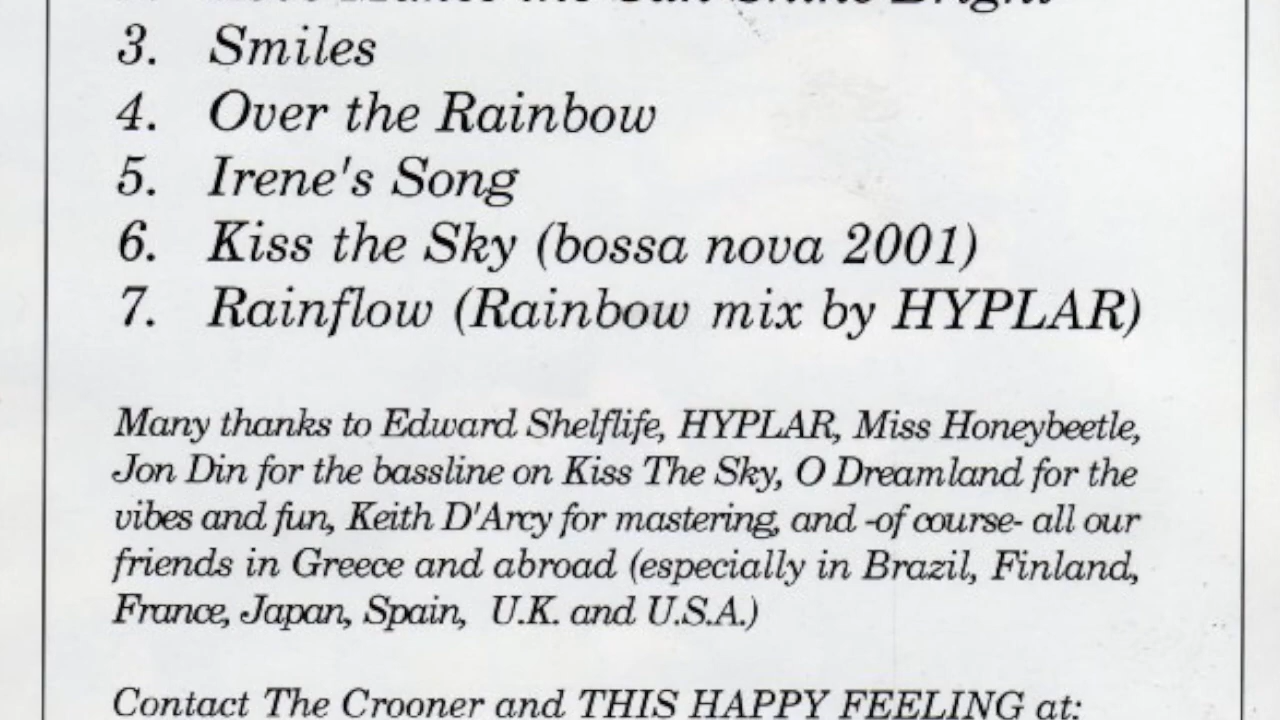 3. Smiles
4. Over the Rainbow
5. Irene's Song
6. Kiss the Sky (bossa nova 2001)
7. Rainflow (Rainbow mix by HYPLAR)
Many thanks to Edward Shelflife, HYPLAR, Miss Honeybeetle,
Jon Din for the bassline on Kiss The Sky, O Dreamland for the
vibes and fun, Keith D'Arcy for mastering, and -of course- all our
friends in Greece and abroad (especially in Brazil, Finland,
France, Japan, Spain, U.K. and U.S.A.)
Contact The Crooner and THIS HAPPY FEELING at: